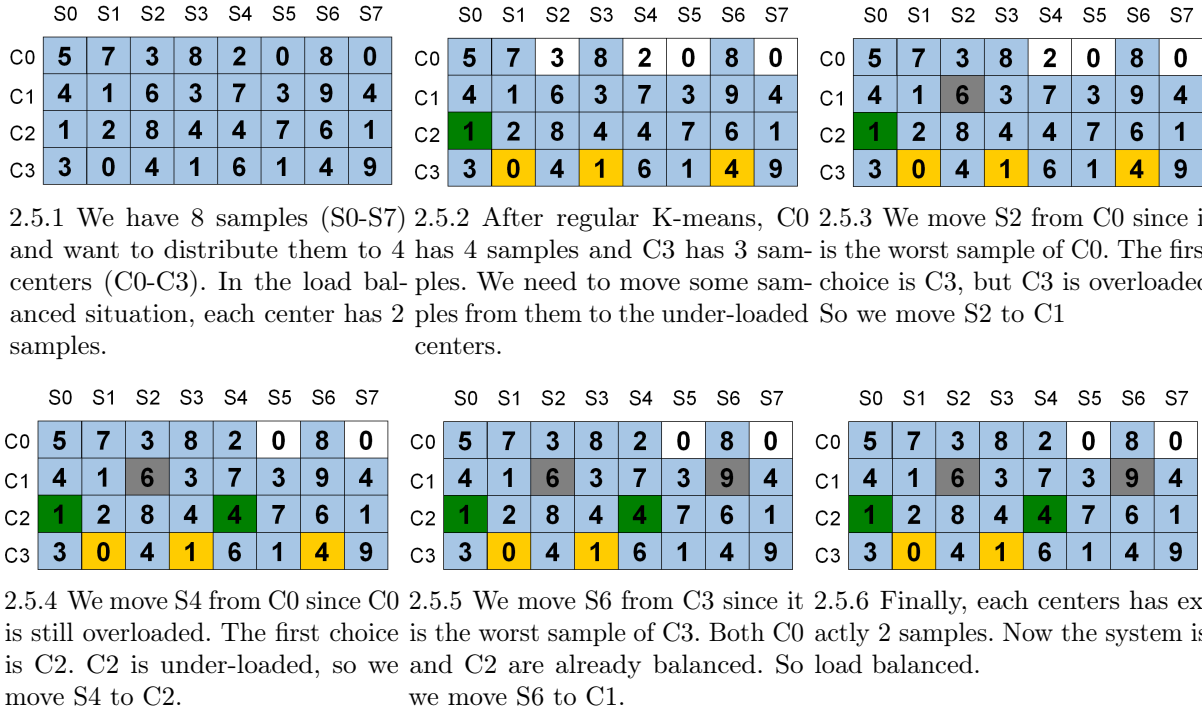 S0 S1 S2 S3 S4 S5 S6 S7
C0 5 7 3 8 2 0 8 0
C1 4 1 6 3 7 3 9 4
C2 1 2 8 4 4 7 6 1
C3 3 0 4 1 6 1 4 9
2.5.1 We have 8 samples (S0-S7)
and want to distribute them to 4
centers (C0-C3). In the load bal-
anced situation, each center has 2
samples.
S0 S1 S2 S3 S4 S5 S6 S7
C0 5 7 3 8 2 0 8 0
C1 4 1 6 3 7 3 9 4
C2 1 2 8 4 4 7 6 1
C3 3 0 4 1 6 1 4 9
2.5.2 After regular K-means, C0
has 4 samples and C3 has 3 sam-
ples. We need to move some sam-
ples from them to the under-loaded
centers.
S0 S1 S2 S3 S4 S5 S6 S7
C0 5 7 3 8 2 0 8 0
C1 4 1 6 3 7 3 9 4
C2 1 2 8 4 4 7 6 1
C3 3 0 4 1 6 1 4 9
2.5.3 We move S2 from C0 since i
is the worst sample of C0. The firs
choice is C3, but C3 is overloaded
So we move S2 to C1
S0 S1 S2 S3 S4 S5 S6 S7
C0 5 7 3 8 2 0 8 0
C1 4 1 6 3 7 3 9 4
C2 1 2 8 4 4 7 6 1
C3 3 0 4 1 6 1 4 9
2.5.4 We move S4 from C0 since C0
is still overloaded. The first choice
is C2. C2 is under-loaded, so we
move S4 to C2.
S0 S1 S2 S3 S4 S5 S6 S7
C0 5 7 3 8 2 0 8 0
C1 4 1 6 3 7 3 9 4
C2 1 2 8 4 4 7 6 1
C3 3 0 4 1 6 1 4 9
2.5.5 We move S6 from C3 since it
is the worst sample of C3. Both C0
and C2 are already balanced. So
we move S6 to C1.
S0 S1 S2 S3 S4 S5 S6 S7
C0 5 7 3 8 2 0 8 0
C1 4 1 6 3 7 3 9 4
C2 1 2 8 4 4 7 6 1
C3 3 0 4 1 6 1 4 9
2.5.6 Finally, each centers has ex
actly 2 samples. Now the system is
load balanced.